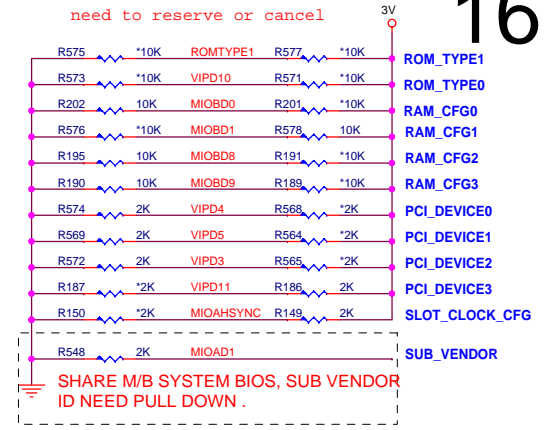 need to reserve or cancel
3V
16
R575 *10K ROMTYPE1 R577 *10K ROM_TYPE1
R573 *10K VIPD10 R571 *10K ROM_TYPE0
R202 10K MIOBD0 R201 *10K RAM_CFG0
R576 *10K MIOBD1 R578 10K RAM_CFG1
R195 10K MIOBD8 R191 *10K RAM_CFG2
R190 10K MIOBD9 R189 *10K RAM_CFG3
R574 2K VIPD4 R568 *2K PCI_DEVICE0
R569 2K VIPD5 R564 *2K PCI_DEVICE1
R572 2K VIPD3 R565 *2K PCI_DEVICE2
R187 *2K VIPD11 R186 2K PCI_DEVICE3
R150 *2K MIOAHSYNC R149 2K SLOT_CLOCK_CFG
R548 2K MIOAD1 SUB_VENDOR
SHARE M/B SYSTEM BIOS, SUB VENDOR
ID NEED PULL DOWN .